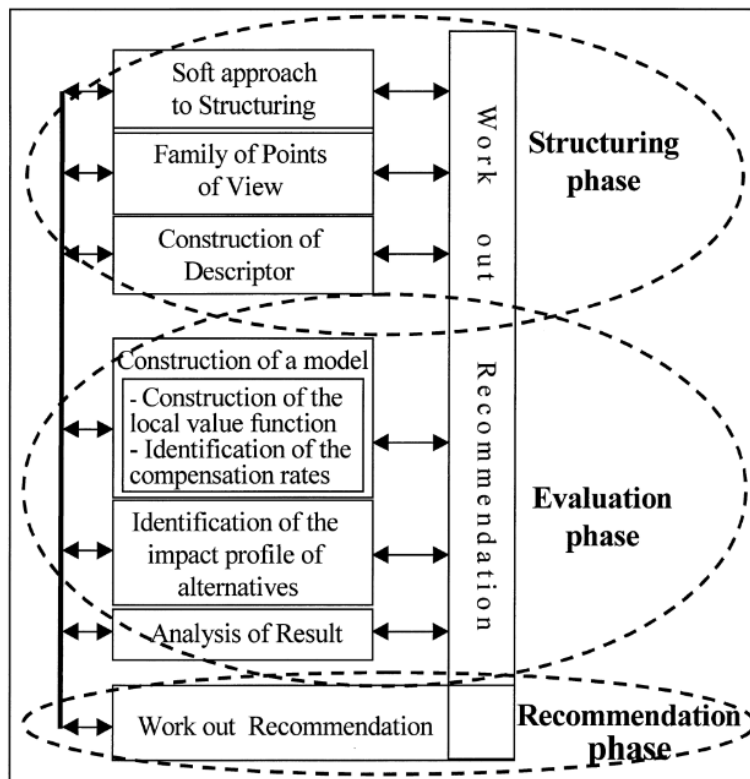 Soft approach
to Structuring
Family of Points
of View
Construction of
Descriptor
Work out Recommendation
Structuring
phase
Construction of a model
- Construction of the
local value function
- Identification of the
compensation rates
Identification of the
impact profile of
alternatives
Analysis of Result
Evaluation
phase
Work out Recommendation
Recommendation
phase